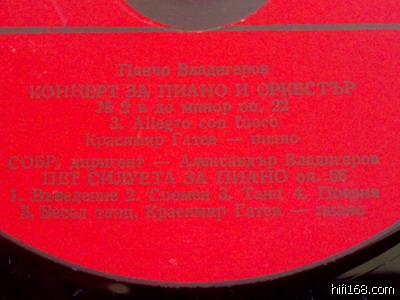 Панчо Владигеров
КОНЦЕРТ ЗА ПИАНО И ОРКЕСТЪР
№ 2 в до минор оп. 22
3. Allegro con fuoco
Красимир Гатев — пиано
СОБР, диригент — Александър Владигеров
ПЕТ СИЛУЕТА ЗА ПИАНО оп. 66
1. Въведение 2. Спомен 3. Танц 4. Поезия
5. Весел танц, Красимир Гатев — пиано
hifi168.com